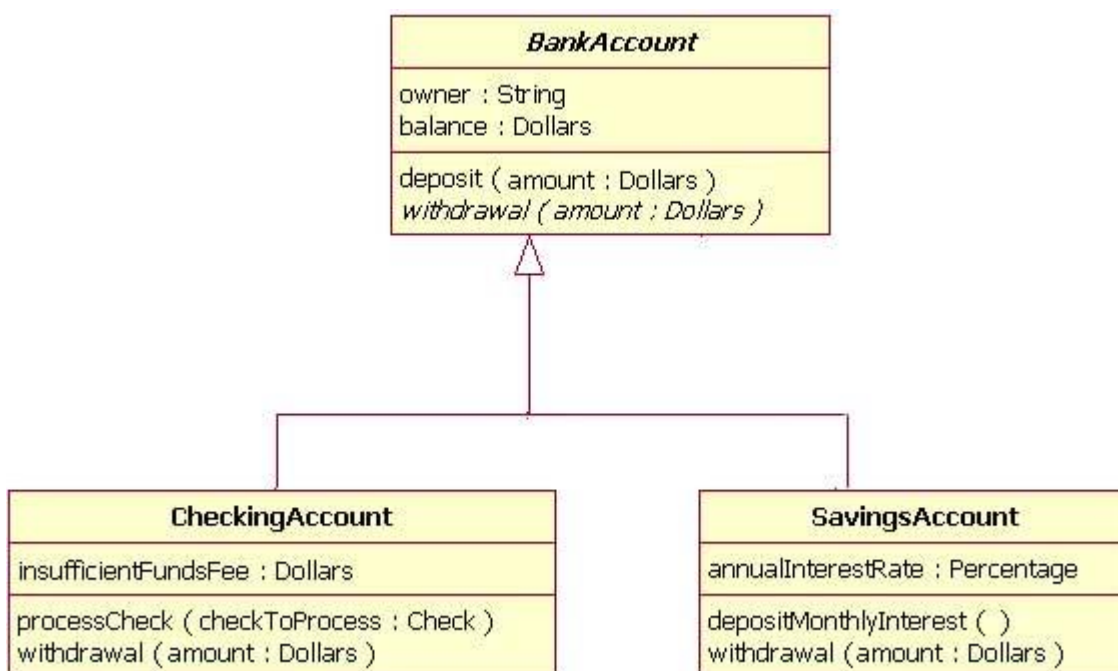 BankAccount
owner : String
balance : Dollars
deposit ( amount : Dollars )
withdrawal ( amount : Dollars )
CheckingAccount
insufficientFundsFee : Dollars
processCheck ( checkToProcess : Check )
withdrawal ( amount : Dollars )
SavingsAccount
annualInterestRate : Percentage
depositMonthlyInterest ( )
withdrawal ( amount : Dollars )